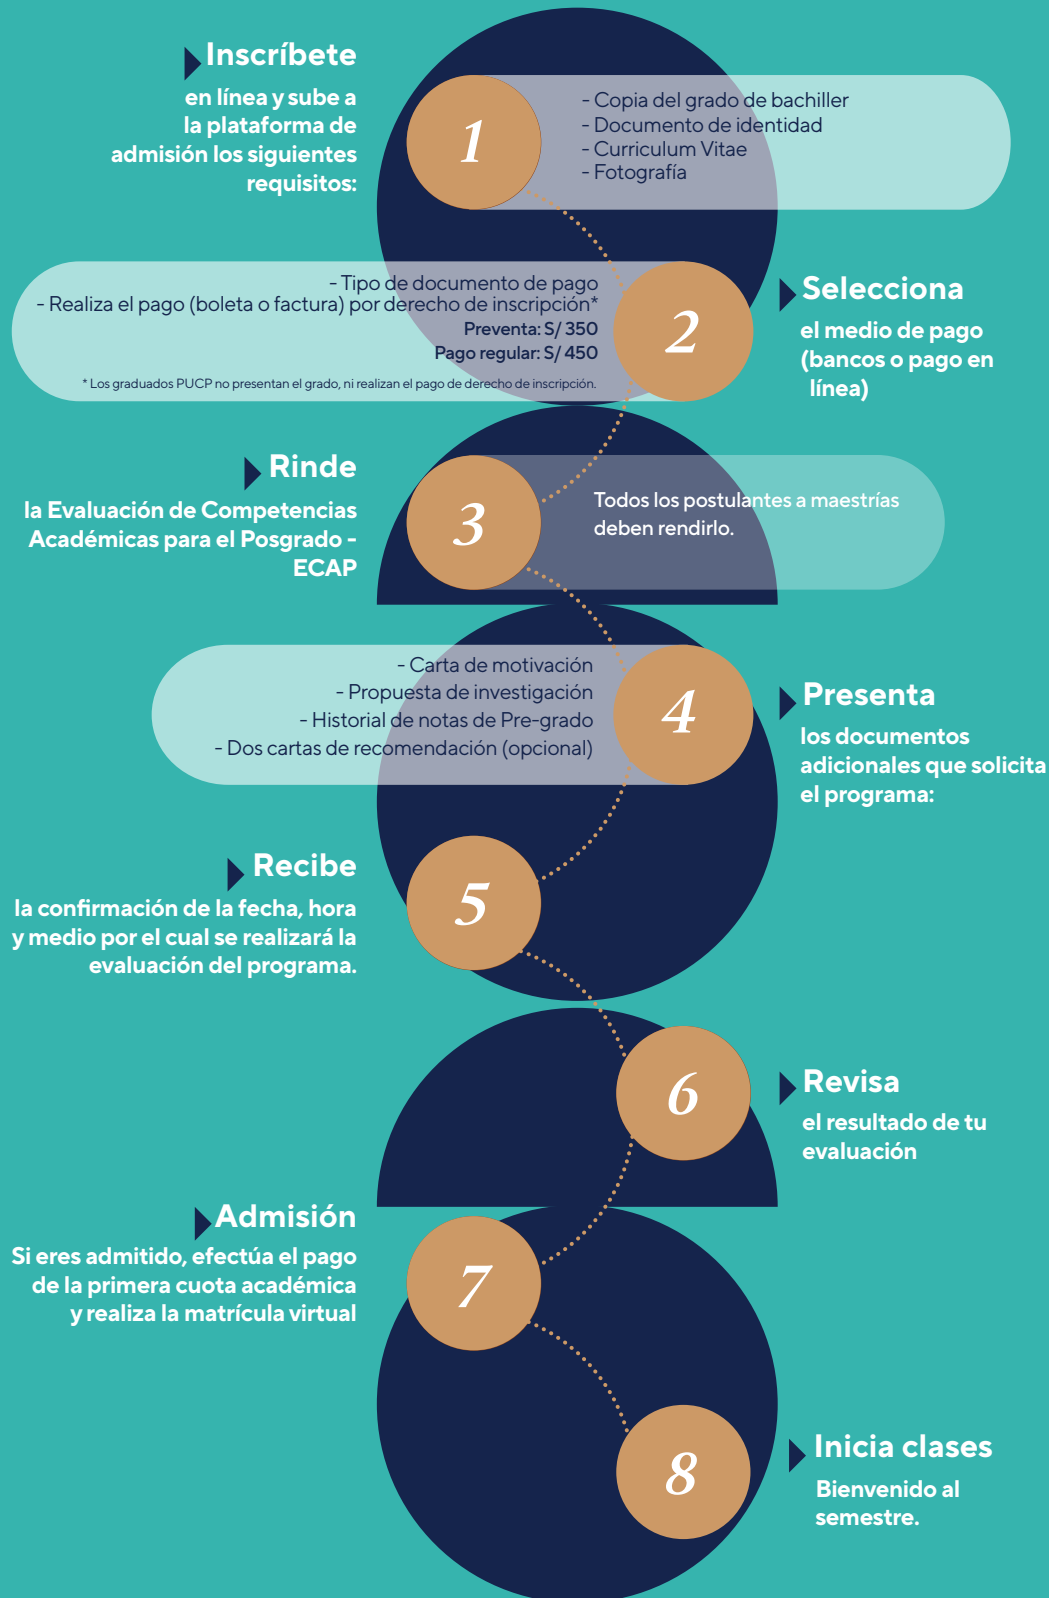 Inscríbete
en línea y sube a
la plataforma de
admisión los siguientes
requisitos:
1
- Copia del grado de bachiller
- Documento de identidad
- Curriculum Vitae
- Fotografía
- Tipo de documento de pago
- Realiza el pago (boleta o factura) por derecho de inscripción*
Preventa: S/ 350
Pago regular: S/ 450
* Los graduados PUCP no presentan el grado, ni realizan el pago de derecho de inscripción.
2
Selecciona
el medio de pago
(bancos o pago en
línea)
Rinde
la Evaluación de Competencias
Académicas para el Posgrado -
ECAP
3
Todos los postulantes a maestrías
deben rendirlo.
- Carta de motivación
- Propuesta de investigación
- Historial de notas de Pre-grado
- Dos cartas de recomendación (opcional)
4
Presenta
los documentos
adicionales que solicita
el programa:
Recibe
la confirmación de la fecha, hora
y medio por el cual se realizará la
evaluación del programa.
5
6
Revisa
el resultado de tu
evaluación
Admisión
Si eres admitido, efectúa el pago
de la primera cuota académica
y realiza la matrícula virtual
7
8
Inicia clases
Bienvenido al
semestre.